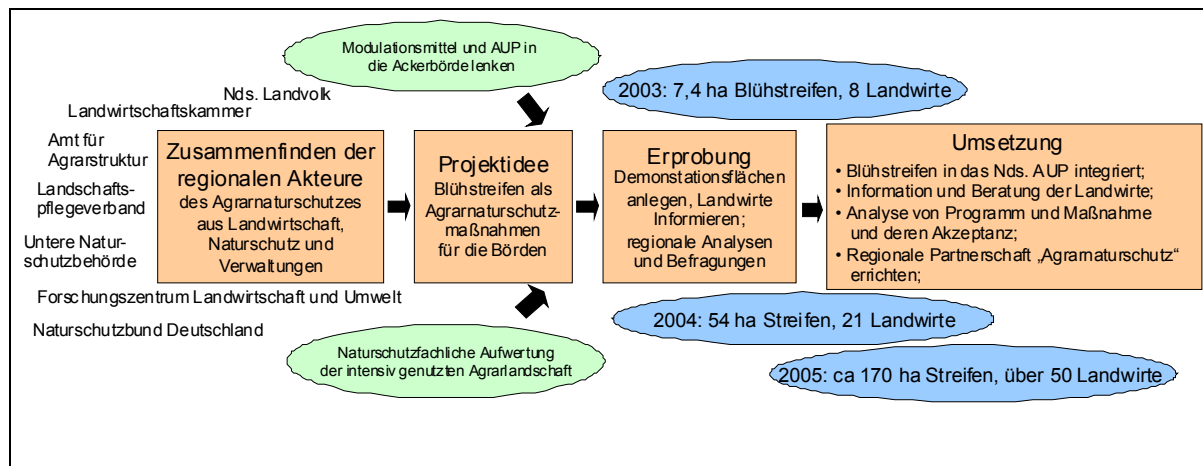 Modulationsmittel und AUP in
die Ackerbörde lenken
2003: 7,4 ha Blühstreifen, 8 Landwirte
Nds. Landvolk
Landwirtschaftskammer
Amt für
Agrarstruktur
Landschafts-
pflegeverband
Untere Natur-
schutzbehörde
Forschungszentrum Landwirtschaft und Umwelt
Naturschutzbund Deutschland
Zusammenfinden der
regionalen Akteure
des Agrarnaturschutzes
aus Landwirtschaft,
Naturschutz und
Verwaltungen
Projektidee
Blühstreifen als
Agrarnaturschutz-
maßnahmen
für die Börden
Erprobung
Demonstationsflächen
anlegen, Landwirte
Informieren;
regionale Analysen
und Befragungen
Umsetzung
• Blühstreifen in das Nds. AUP integriert;
• Information und Beratung der Landwirte;
• Analyse von Programm und Maßnahme
und deren Akzeptanz;
• Regionale Partnerschaft „Agrarnaturschutz“
errichten;
Naturschutzfachliche Aufwertung
der intensiv genutzten Agrarlandschaft
2004: 54 ha Streifen, 21 Landwirte
2005: ca 170 ha Streifen, über 50 Landwirte